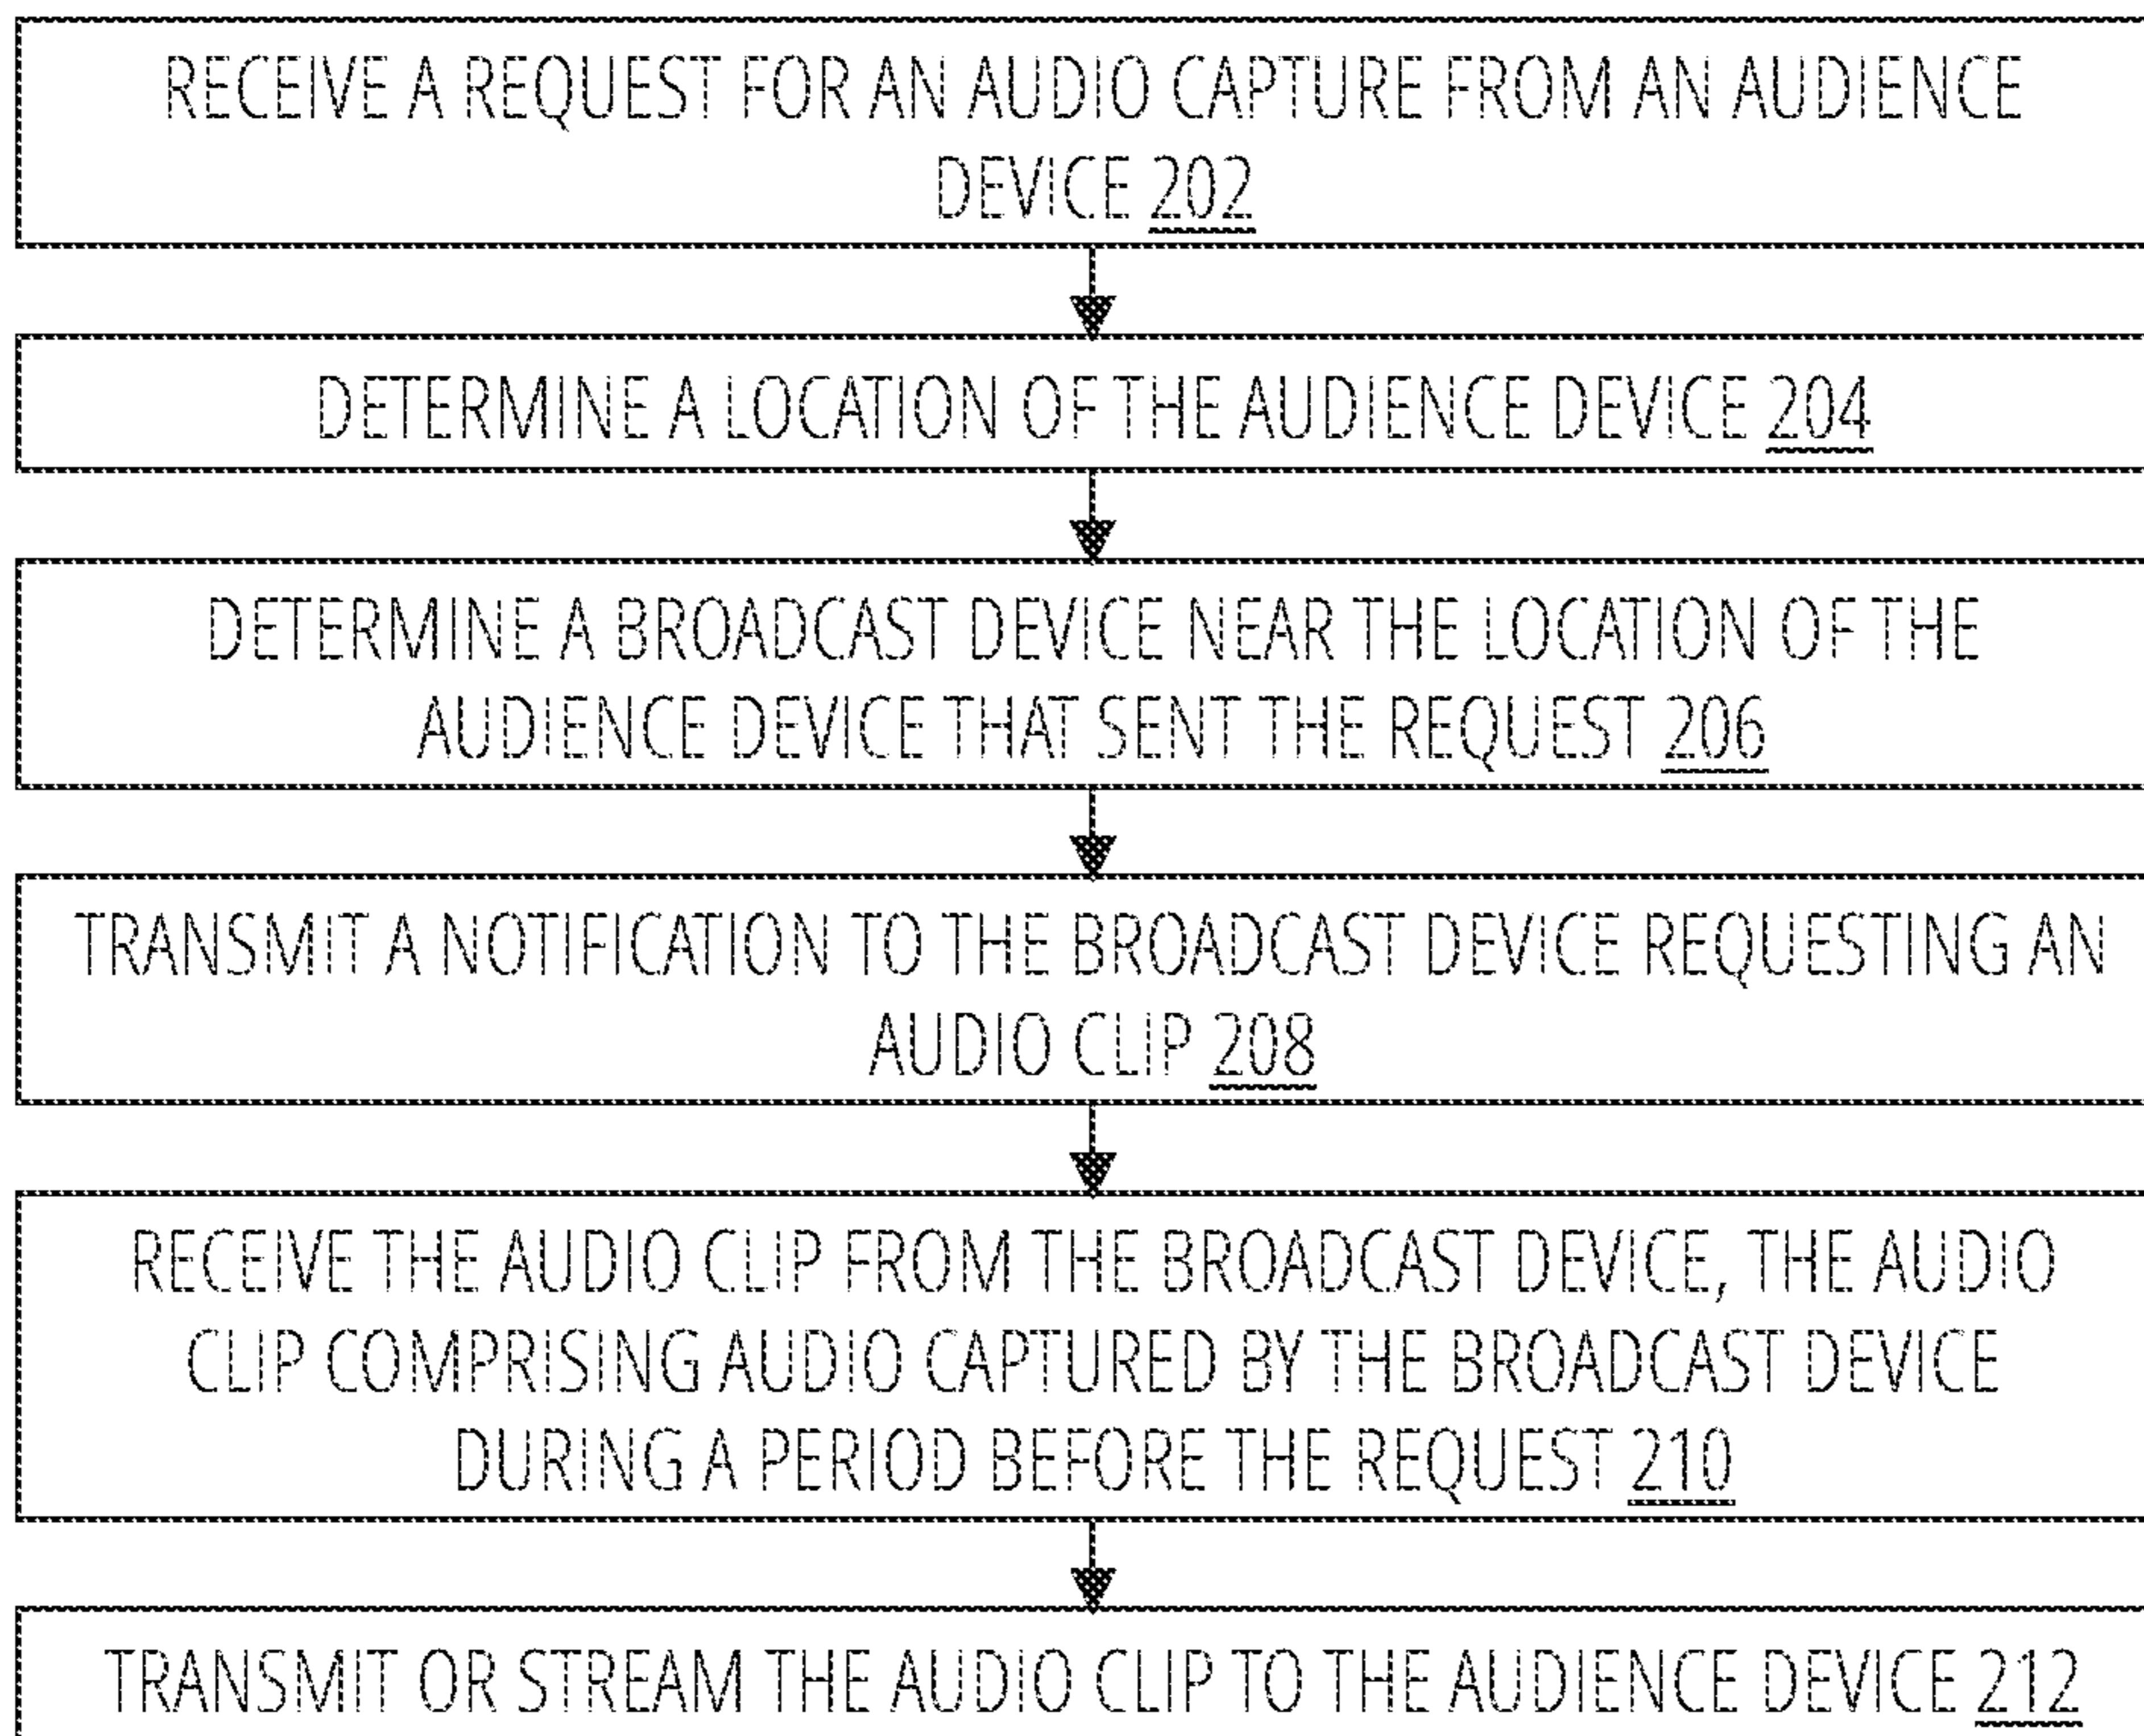 RECEIVE A REQUEST FOR AN AUDIO CAPTURE FROM AN AUDIENCE
DEVICE 202
DETERMINE A LOCATION OF THE AUDIENCE DEVICE 204
DETERMINE A BROADCAST DEVICE NEAR THE LOCATION OF THE
AUDIENCE DEVICE THAT SENT THE REQUEST 206
TRANSMIT A NOTIFICATION TO THE BROADCAST DEVICE REQUESTING AN
AUDIO CLIP 208
RECEIVE THE AUDIO CLIP FROM THE BROADCAST DEVICE, THE AUDIO
CLIP COMPRISING AUDIO CAPTURED BY THE BROADCAST DEVICE
DURING A PERIOD BEFORE THE REQUEST 210
TRANSMIT OR STREAM THE AUDIO CLIP TO THE AUDIENCE DEVICE 212